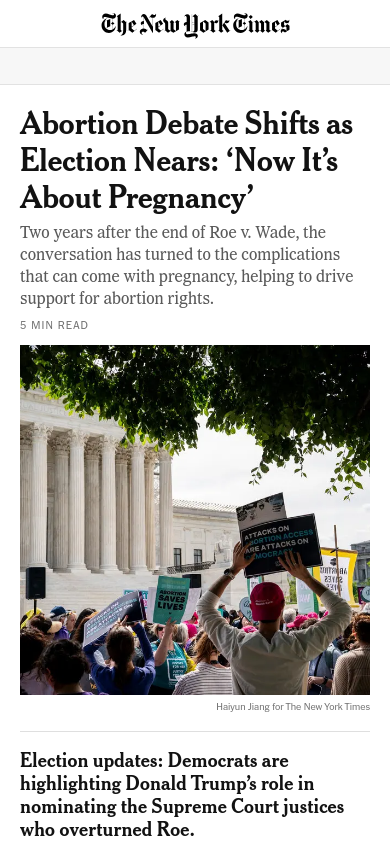 The New York Times
Abortion Debate Shifts as
Election Nears: ‘Now It’s
About Pregnancy’
Two years after the end of Roe v. Wade, the
conversation has turned to the complications
that can come with pregnancy, helping to drive
support for abortion rights.
5 MIN READ
ATTACKS ON
ABORTION ACCESS
ARE ATTACKS ON
DEMOCRACY
ABORTION
SAVES
LIVES
ABORTION
SAVES
LIVES
Haiyun Jiang for The New York Times
Election updates: Democrats are
highlighting Donald Trump’s role in
nominating the Supreme Court justices
who overturned Roe.